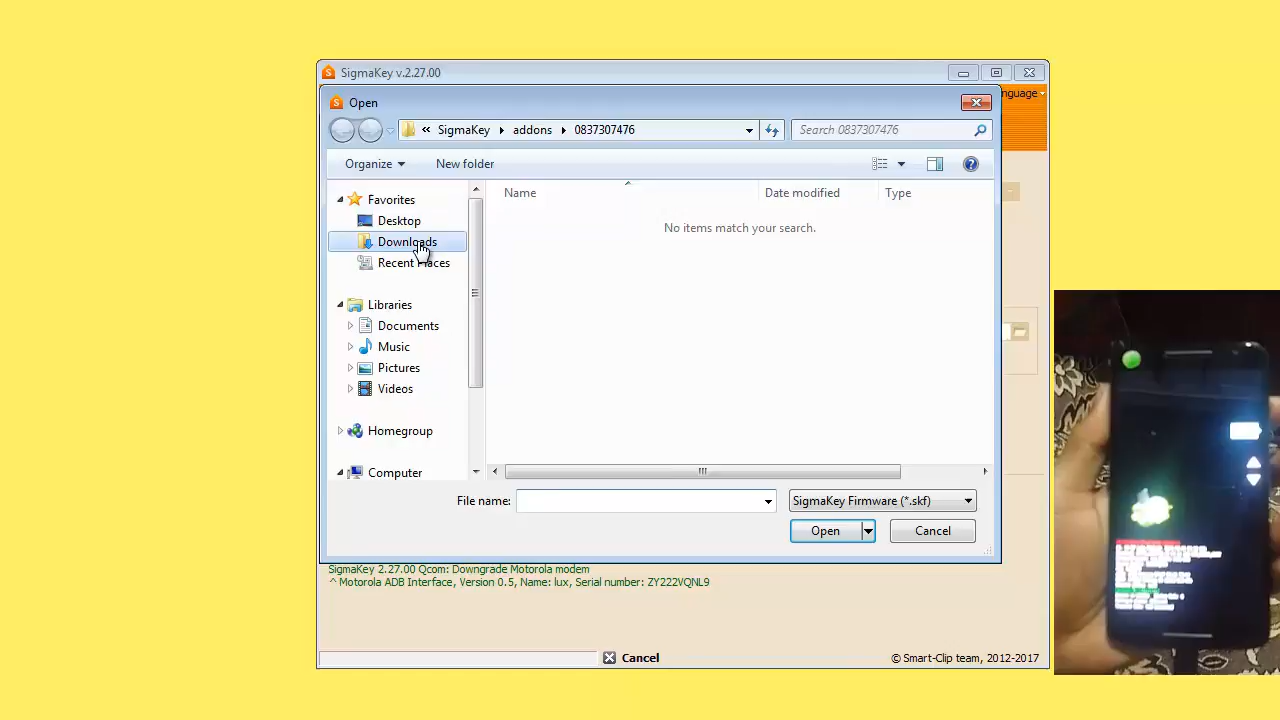 SigmaKey v.2.27.00
nguage
Open
« SigmaKey addons 0837307476
Search 0837307476
Organize
New folder
Name
Date modified
Type
No items match your search.
Favorites
Desktop
Downloads
Recent Places
Libraries
Documents
Music
Pictures
Videos
Homegroup
Computer
File name:
SigmaKey Firmware (*.skf)
Open
Cancel
SigmaKey 2.27.00 Qcom: Downgrade Motorola modem
^ Motorola ADB Interface, Version 0.5, Name: lux, Serial number: ZY222VQNL9
Cancel
© Smart-Clip team, 2012-2017